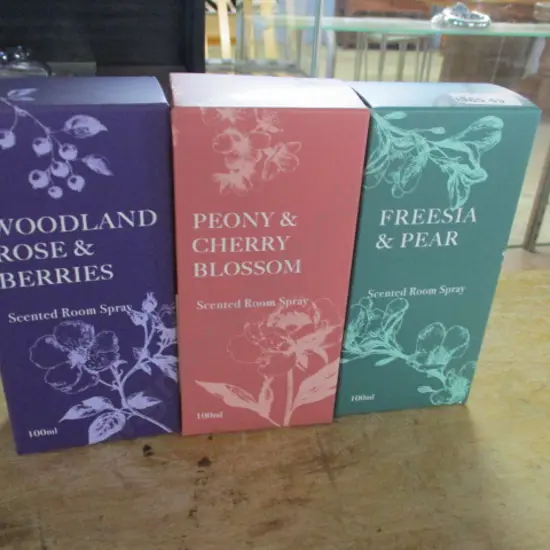 WOODLAND
ROSE &
BERRIES
Scented Room Spray
100ml
PEONY &
CHERRY
BLOSSOM
Scented Room Spray
100ml
FREESIA
& PEAR
Scented Room Spray
100ml